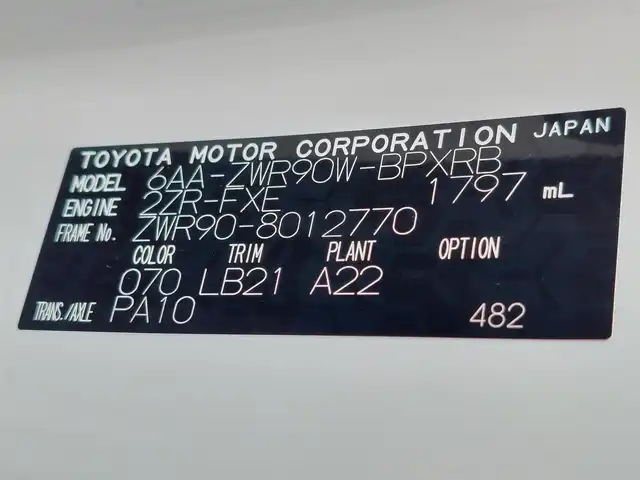 TOYOTA MOTOR CORPORATION JAPAN
MODEL 6AA-ZWR90W-BPXRB
ENGINE 2ZR-FXE 1797 mL
FRAME No. ZWR90-8012770
COLOR TRIM PLANT OPTION
070 LB21 A22
TRANS./AXLE PA10 482